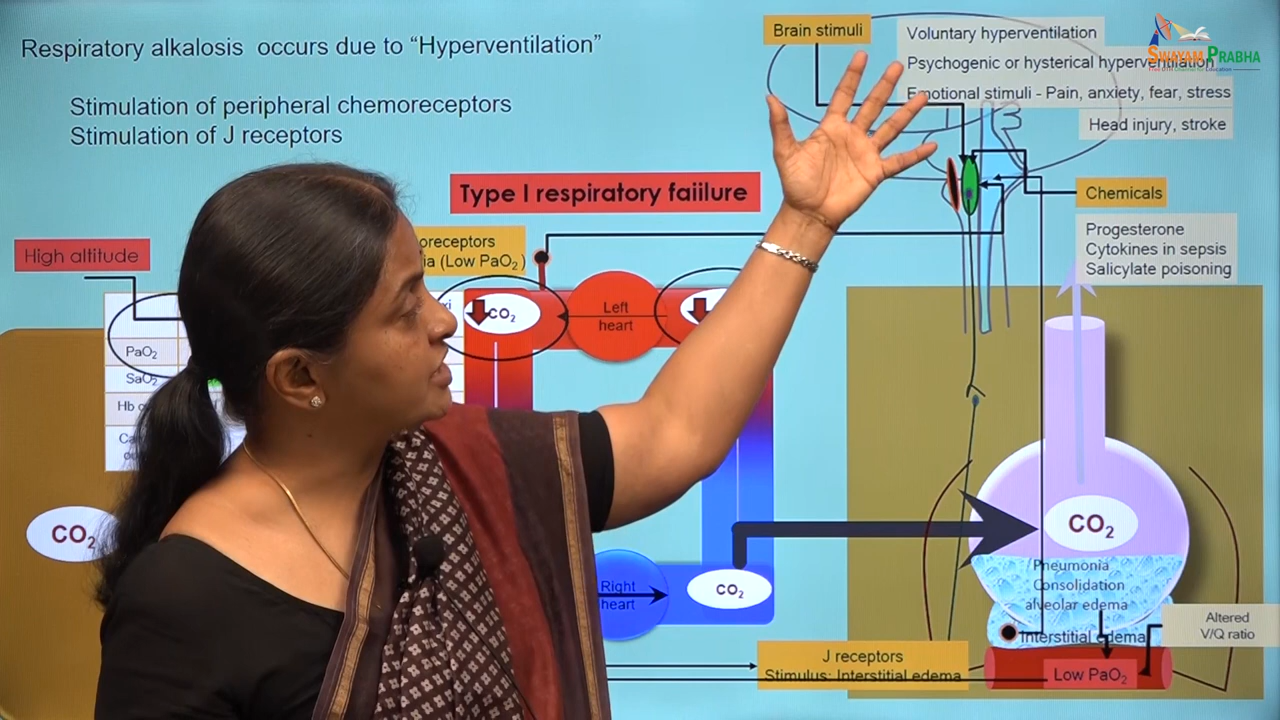 Respiratory alkalosis occurs due to “Hyperventilation”
Stimulation of peripheral chemoreceptors
Stimulation of J receptors
Brain stimuli
Voluntary hyperventilation
Psychogenic or hysterical hyperventilation
Emotional stimuli - Pain, anxiety, fear, stress
Head injury, stroke
SWAYAM PRABHA
Type I respiratory faiilure
Chemicals
Progesterone
Cytokines in sepsis
Salicylate poisoning
High altitude
(Low PaO2)
CO2
Left
heart
PaO2
SaO2
Hb
CO2
CO2
Pneumonia
Consolidation
alveolar edema
Interstitial edema
Right
heart
CO2
Altered
V/Q ratio
J receptors
Stimulus: Interstitial edema
Low PaO2